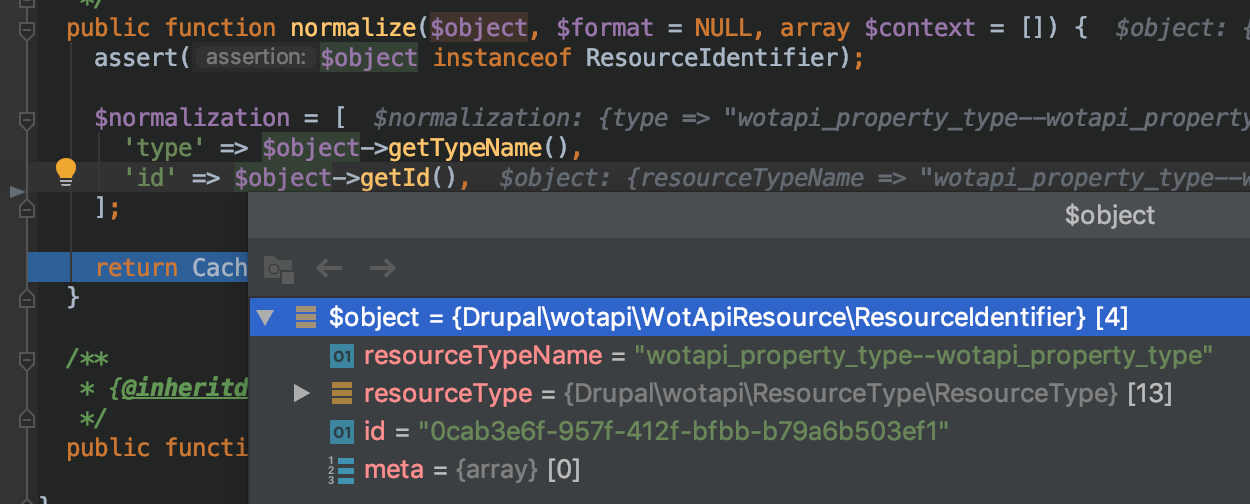 */
public function normalize($object, $format = NULL, array $context = []) {  $object: {
assert( assertion: $object instanceof ResourceIdentifier);
$normalization = [  $normalization: {type => "wotapi_property_type--wotapi_property
'type' => $object->getTypeName(),
'id' => $object->getId(),  $object: {resourceTypeName => "wotapi_property_type--w
];
$object
return Cach
}
$object = {Drupal\wotapi\WotApiResource\ResourceIdentifier} [4]
01 resourceTypeName = "wotapi_property_type--wotapi_property_type"
/**
resourceType = {Drupal\wotapi\ResourceType\ResourceType} [13]
* {@inheritd
*/
01 id = "0cab3e6f-957f-412f-bfbb-b79a6b503ef1"
public functi
meta = {array} [0]
}